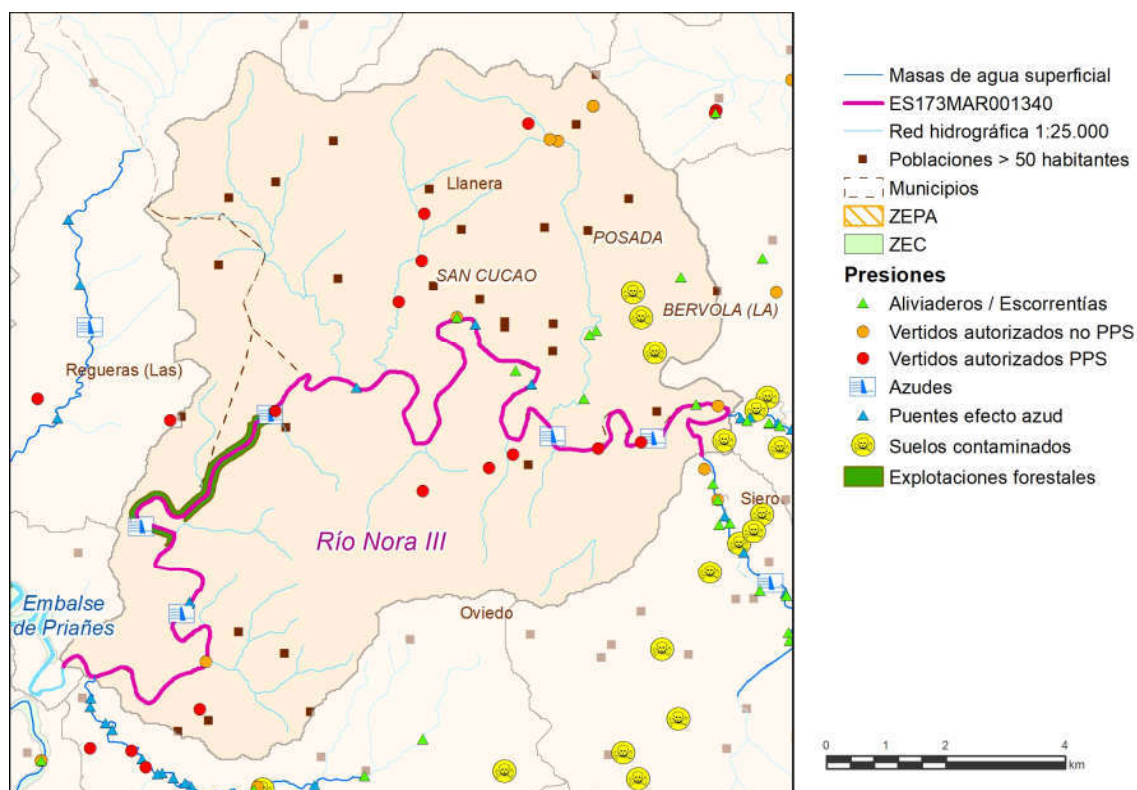 Llanera
POSADA
SAN CUCAO
BERVOLA (LA)
Regueras (Las)
Siero
Río Nora III
Embalse
de Priañes
Oviedo
Masas de agua superficial
ES173MAR001340
Red hidrográfica 1:25.000
Poblaciones > 50 habitantes
Municipios
ZEPA
ZEC
Presiones
Aliviaderos / Escorrentías
Vertidos autorizados no PPS
Vertidos autorizados PPS
Azudes
Puentes efecto azud
Suelos contaminados
Explotaciones forestales
0 1 2 4
km